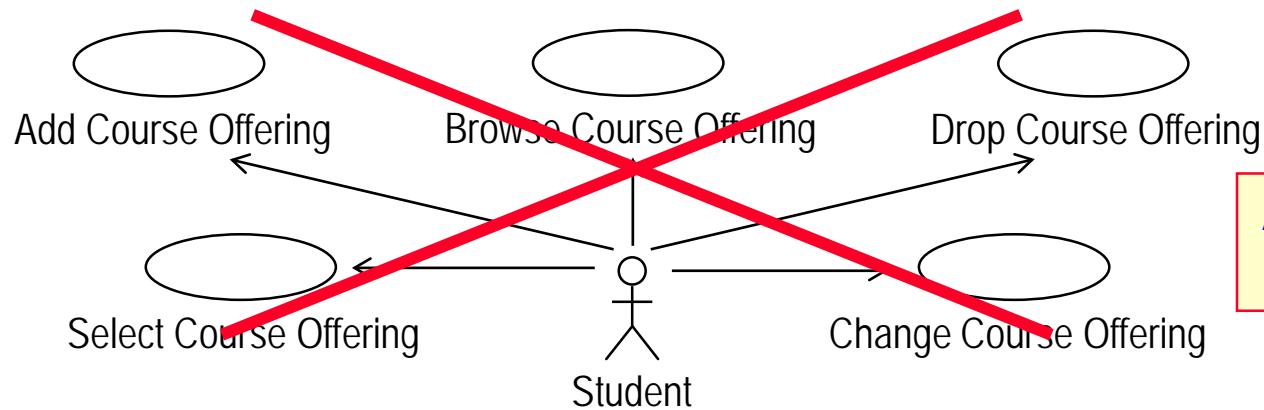 Add Course Offering
Browse Course Offering
Drop Course Offering
Select Course Offering
Change Course Offering
Student